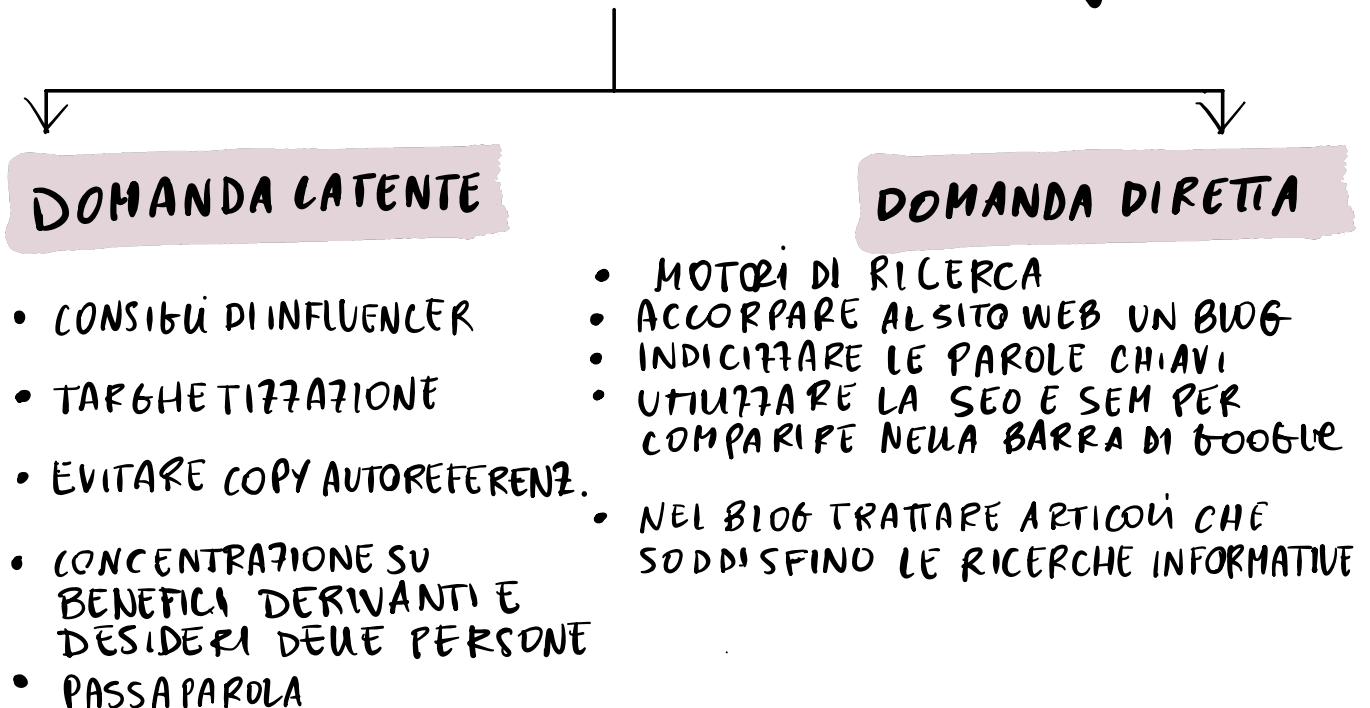 DOMANDA LATENTE
• CONSIGLI DI INFLUENCER
• TARGHETIZZAZIONE
• EVITARE COPY AUTOREFERENZ.
• CONCENTRAZIONE SU
BENEFICI DERIVANTI E
DESIDERI DELLE PERSONE
• PASSAPAROLA
DOMANDA DIRETTA
• MOTORI DI RICERCA
• ACCORPARE AL SITO WEB UN BLOG
• INDICIZZARE LE PAROLE CHIAVI
• UTILIZZARE LA SEO E SEM PER
COMPARIRE NELLA BARRA DI GOOGLE
• NEL BLOG TRATTARE ARTICOLI CHE
SODDISFINO LE RICERCHE INFORMATIVE